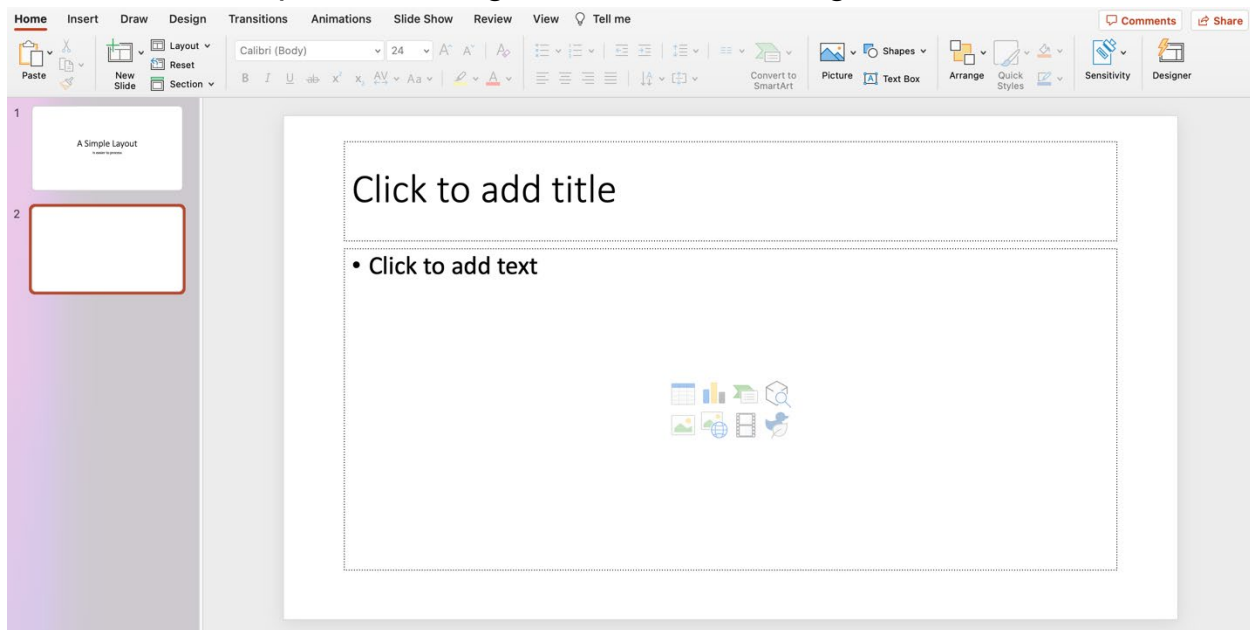 Home Insert Draw Design Transitions Animations Slide Show Review View Tell me Comments Share
Paste
New Slide
Layout
Reset
Section
Calibri (Body) 24
Convert to SmartArt
Picture
Shapes
Text Box
Arrange
Quick Styles
Sensitivity
Designer
1
A Simple Layout
2
Click to add title
• Click to add text